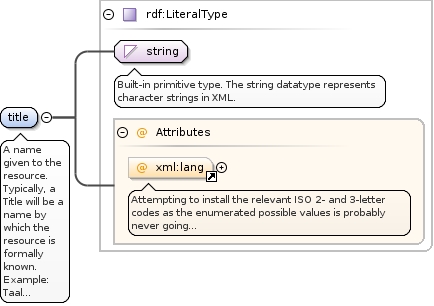 rdf:LiteralType
string
Built-in primitive type. The string datatype represents
character strings in XML.
title
@ Attributes
@ xml:lang
Attempting to install the relevant ISO 2- and 3-letter
codes as the enumerated possible values is probably
never going...
A name
given to the
resource.
Typically, a
Title will be a
name by
which the
resource is
formally
known.
Example:
Taal...